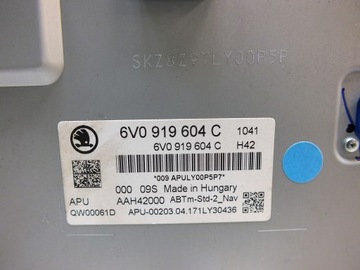 6V0 919 604 C 1041
6V0 919 604 C H42
*009 APULY00P5P7*
000 09S Made in Hungary
APU AAH42000 ABTm-Std-2_Nav
QW00061D APU-00203.04.171LY30436